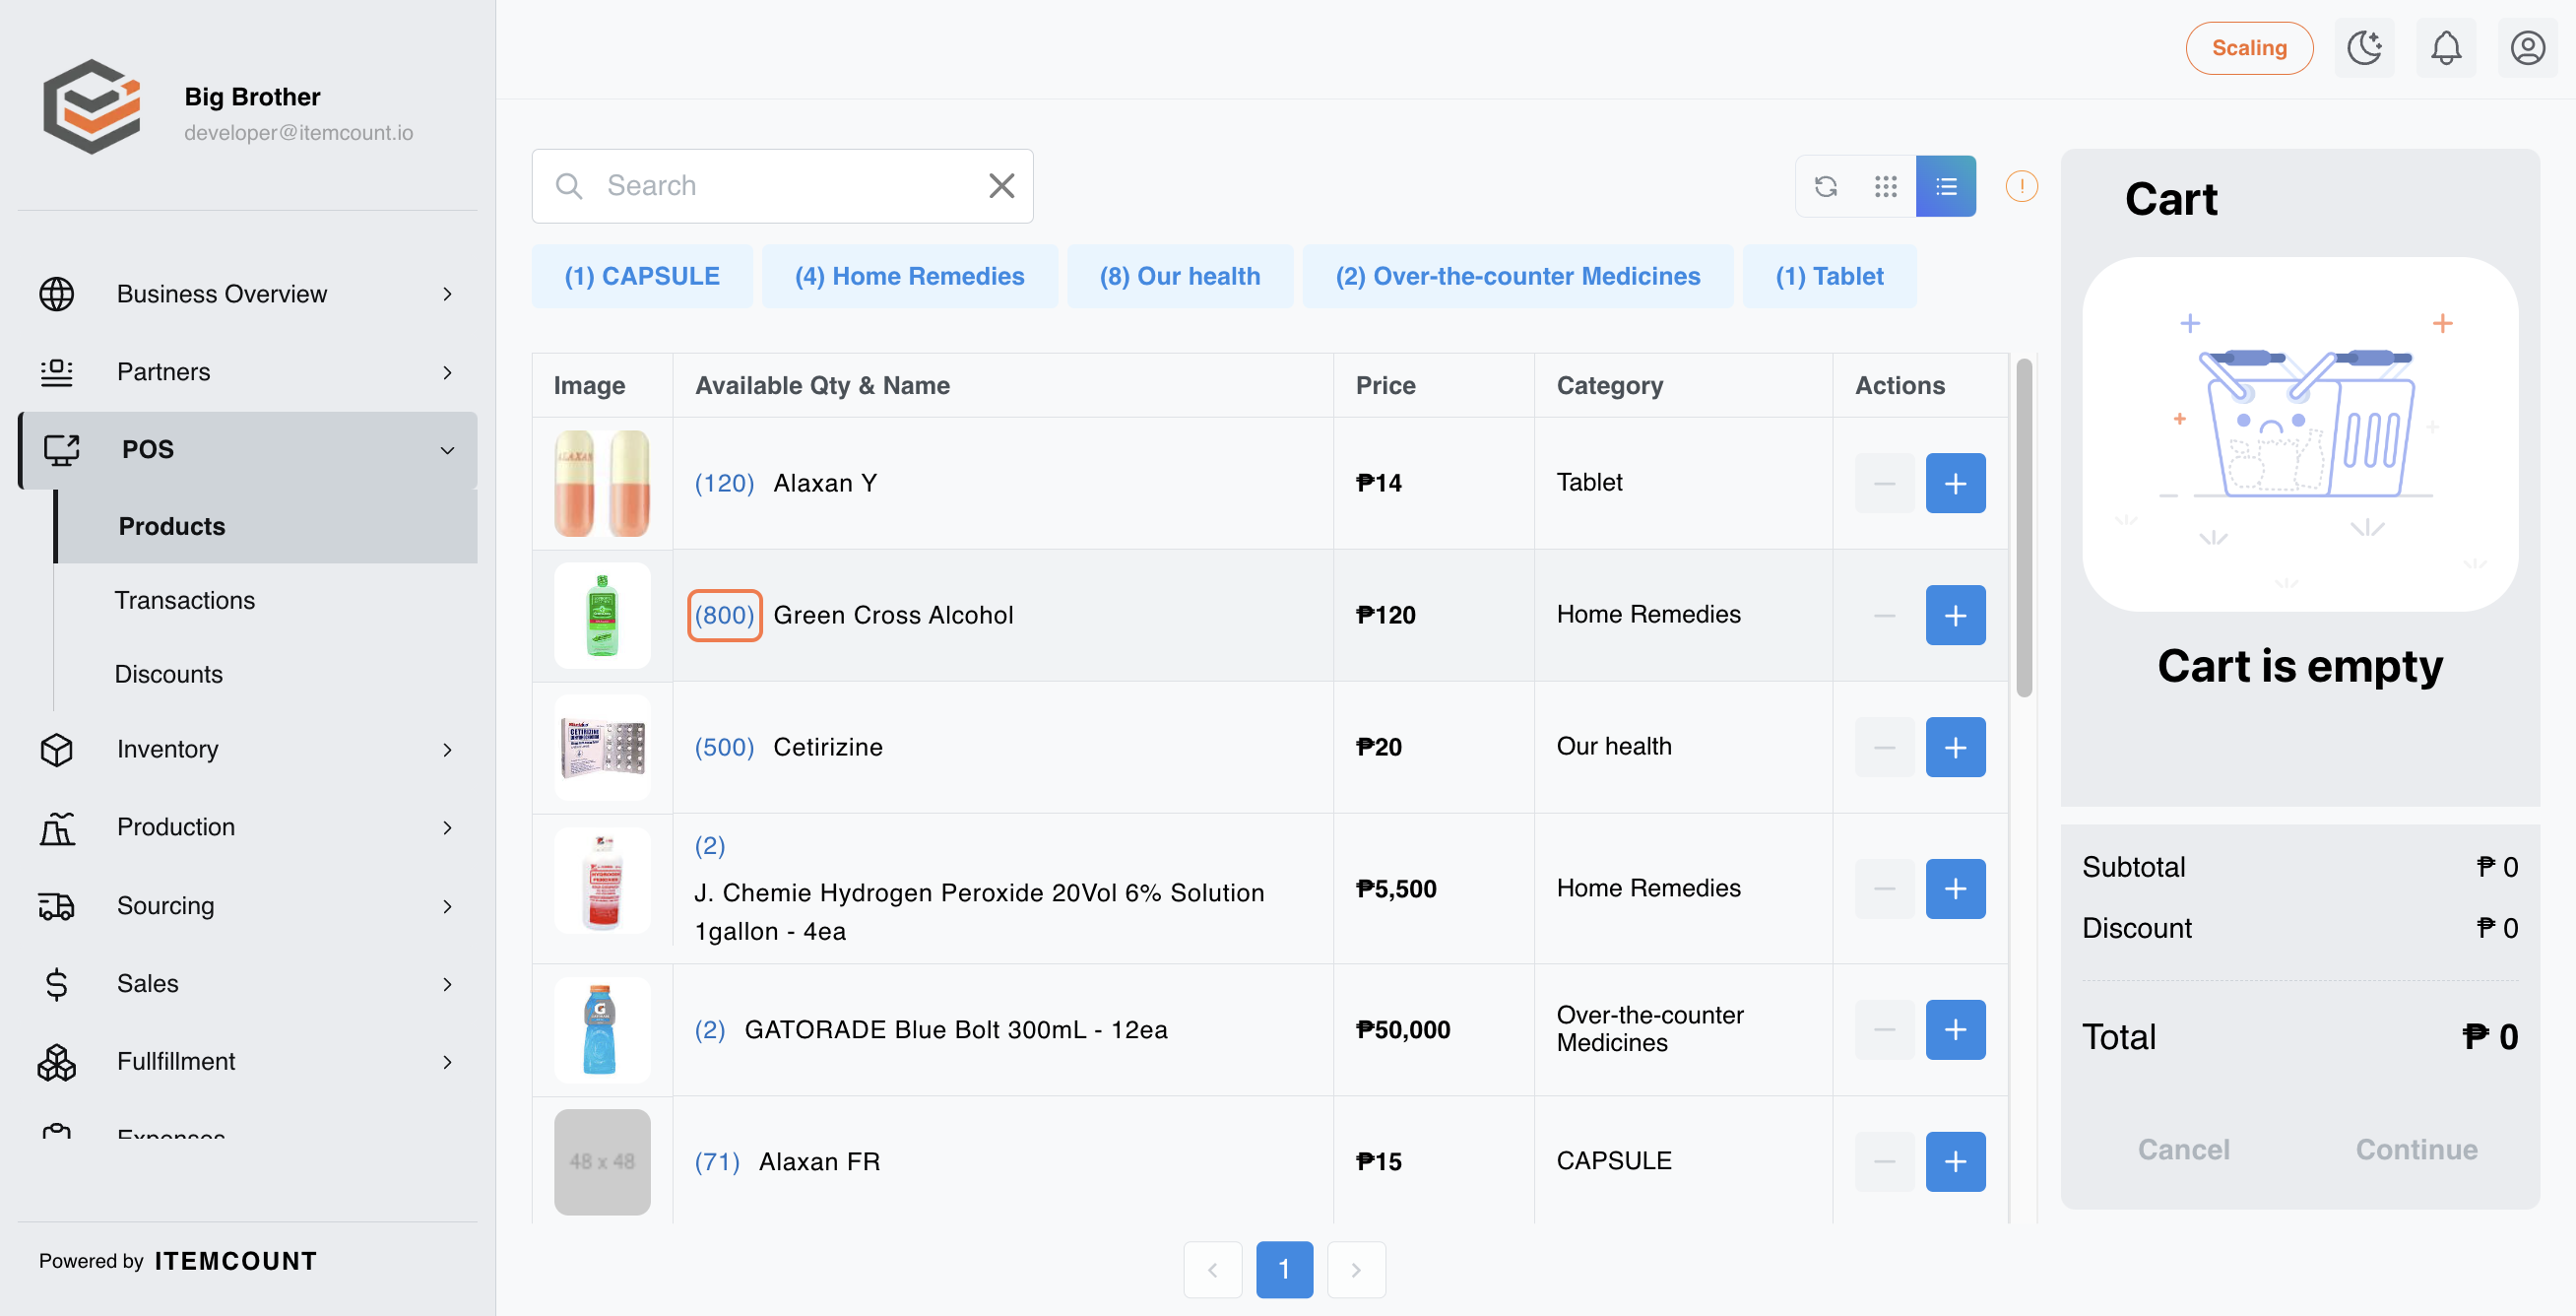 Big Brother
developer@itemcount.io
Business Overview
Partners
POS
Products
Transactions
Discounts
Inventory
Production
Sourcing
Sales
Fullfillment
Expenses
Powered by ITEMCOUNT
Scaling
Search
(1) CAPSULE
(4) Home Remedies
(8) Our health
(2) Over-the-counter Medicines
(1) Tablet
Image
Available Qty & Name
Price
Category
Actions
ALAXAN
(120) Alaxan Y
₱14
Tablet
(800) Green Cross Alcohol
₱120
Home Remedies
CETIRIZINE
(500) Cetirizine
₱20
Our health
(2)
J. Chemie Hydrogen Peroxide 20Vol 6% Solution
1gallon - 4ea
₱5,500
Home Remedies
G
(2) GATORADE Blue Bolt 300mL - 12ea
₱50,000
Over-the-counter
Medicines
48 x 48
(71) Alaxan FR
₱15
CAPSULE
1
Cart
Cart is empty
Subtotal ₱ 0
Discount ₱ 0
Total ₱ 0
Cancel
Continue